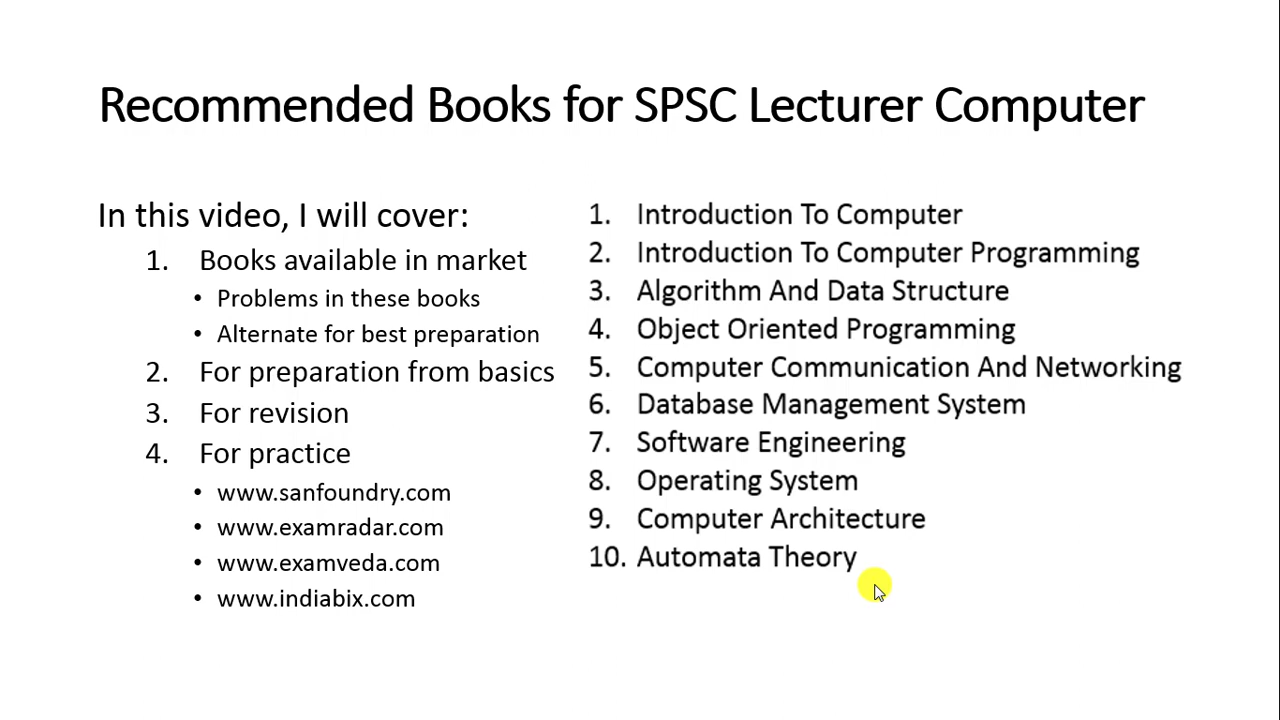 Recommended Books for SPSC Lecturer Computer
In this video, I will cover:
1. Books available in market
• Problems in these books
• Alternate for best preparation
2. For preparation from basics
3. For revision
4. For practice
• www.sanfoundry.com
• www.examradar.com
• www.examveda.com
• www.indiabix.com
1. Introduction To Computer
2. Introduction To Computer Programming
3. Algorithm And Data Structure
4. Object Oriented Programming
5. Computer Communication And Networking
6. Database Management System
7. Software Engineering
8. Operating System
9. Computer Architecture
10. Automata Theory